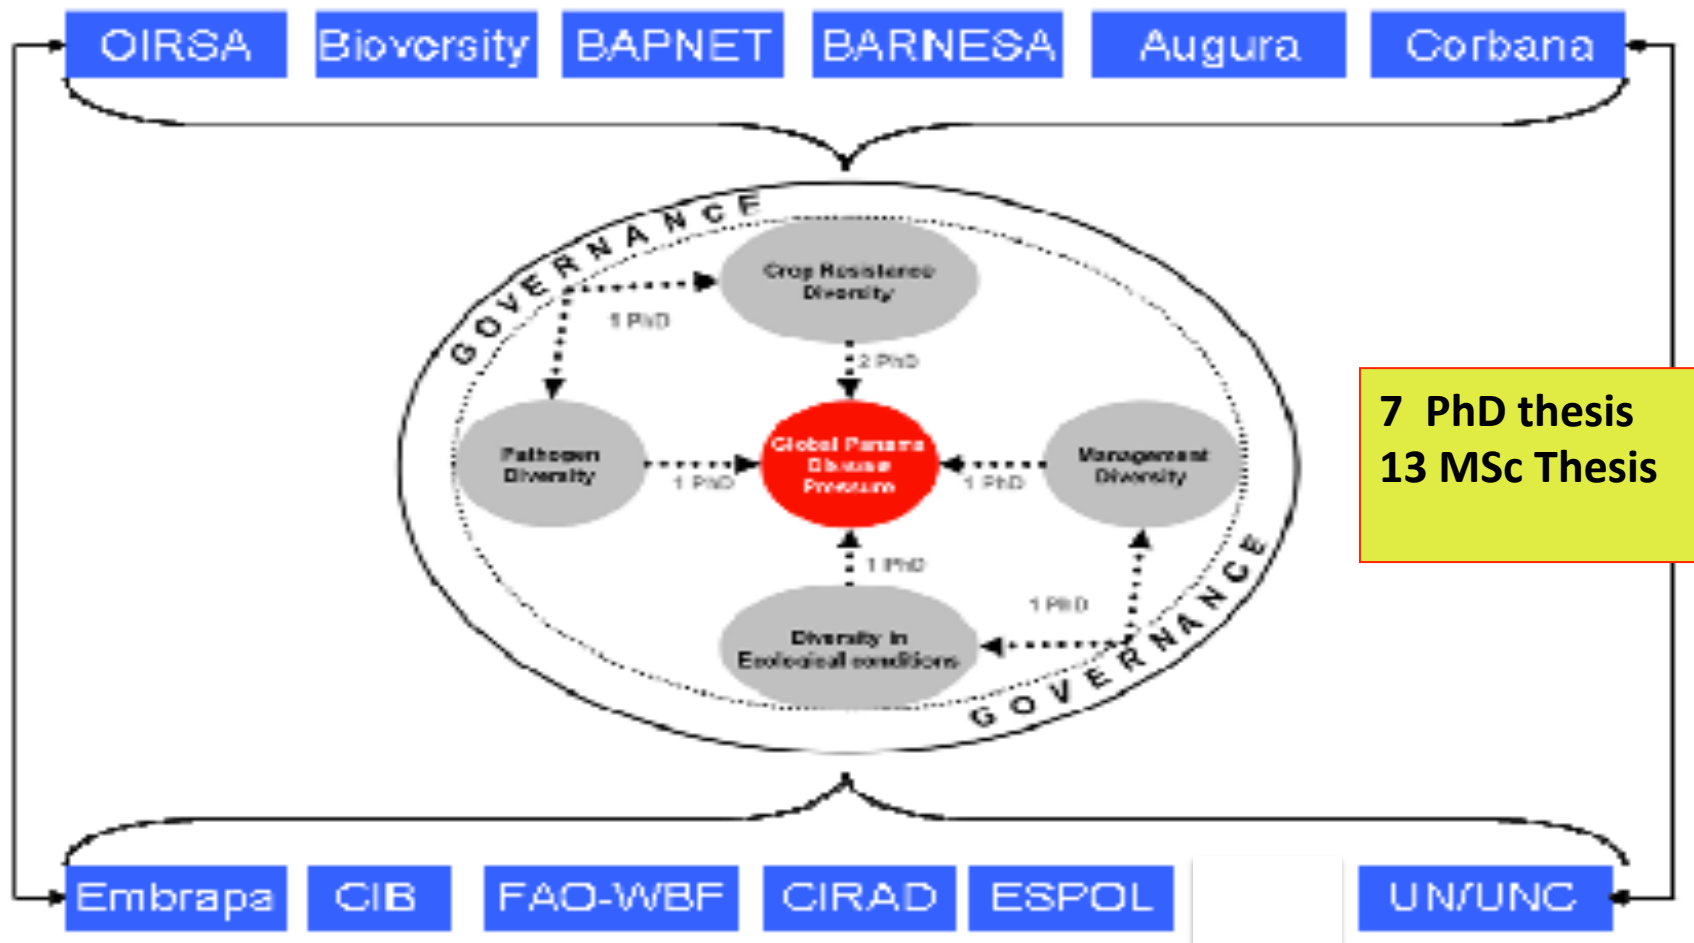 OIRSA
Bioversity
BAPNET
BARNESA
Augura
Corbana
GOVERNANCE
Crop Resistance
Diversity
1 PhD
2 PhD
Pathogen
Diversity
1 PhD
Global Panama
Disease
Pressure
1 PhD
Management
Diversity
7 PhD thesis
13 MSc Thesis
1 PhD
1 PhD
Diversity in
Ecological conditions
GOVERNANCE
Embrapa
CIB
FAO-WBF
CIRAD
ESPOL
UN/UNC